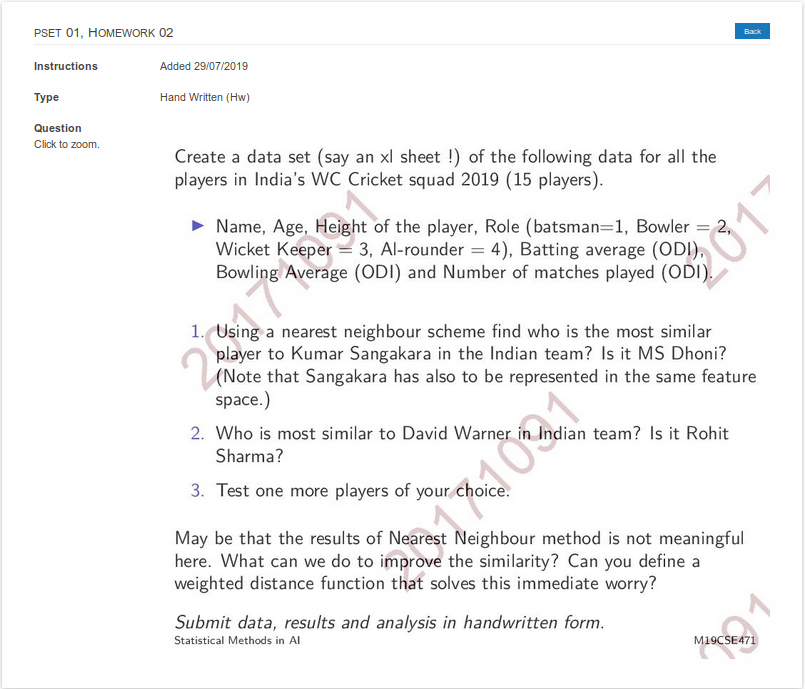 PSET 01, HOMEWORK 02
Back
Instructions
Added 29/07/2019
Type
Hand Written (Hw)
Question
Click to zoom.
Create a data set (say an xl sheet !) of the following data for all the
players in India's WC Cricket squad 2019 (15 players).
▶ Name, Age, Height of the player, Role (batsman=1, Bowler = 2,
Wicket Keeper = 3, Al-rounder = 4), Batting average (ODI),
Bowling Average (ODI) and Number of matches played (ODI).
1. Using a nearest neighbour scheme find who is the most similar
player to Kumar Sangakara in the Indian team? Is it MS Dhoni?
(Note that Sangakara has also to be represented in the same feature
space.)
2. Who is most similar to David Warner in Indian team? Is it Rohit
Sharma?
3. Test one more players of your choice.
May be that the results of Nearest Neighbour method is not meaningful
here. What can we do to improve the similarity? Can you define a
weighted distance function that solves this immediate worry?
Submit data, results and analysis in handwritten form.
Statistical Methods in AI
M19CSE471
20171091
20171091
2017
091